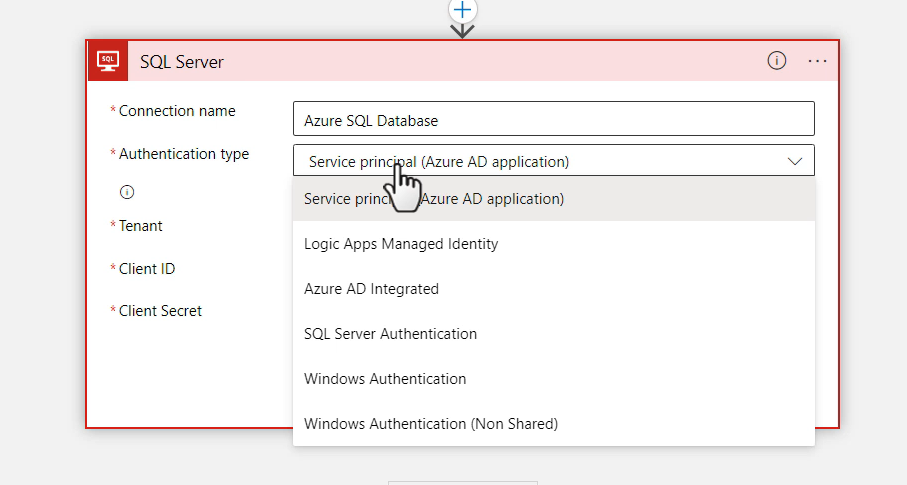 SQL
SQL Server
* Connection name
Azure SQL Database
* Authentication type
Service principal (Azure AD application)
Service princ Azure AD application)
* Tenant
Logic Apps Managed Identity
* Client ID
Azure AD Integrated
* Client Secret
SQL Server Authentication
Windows Authentication
Windows Authentication (Non Shared)